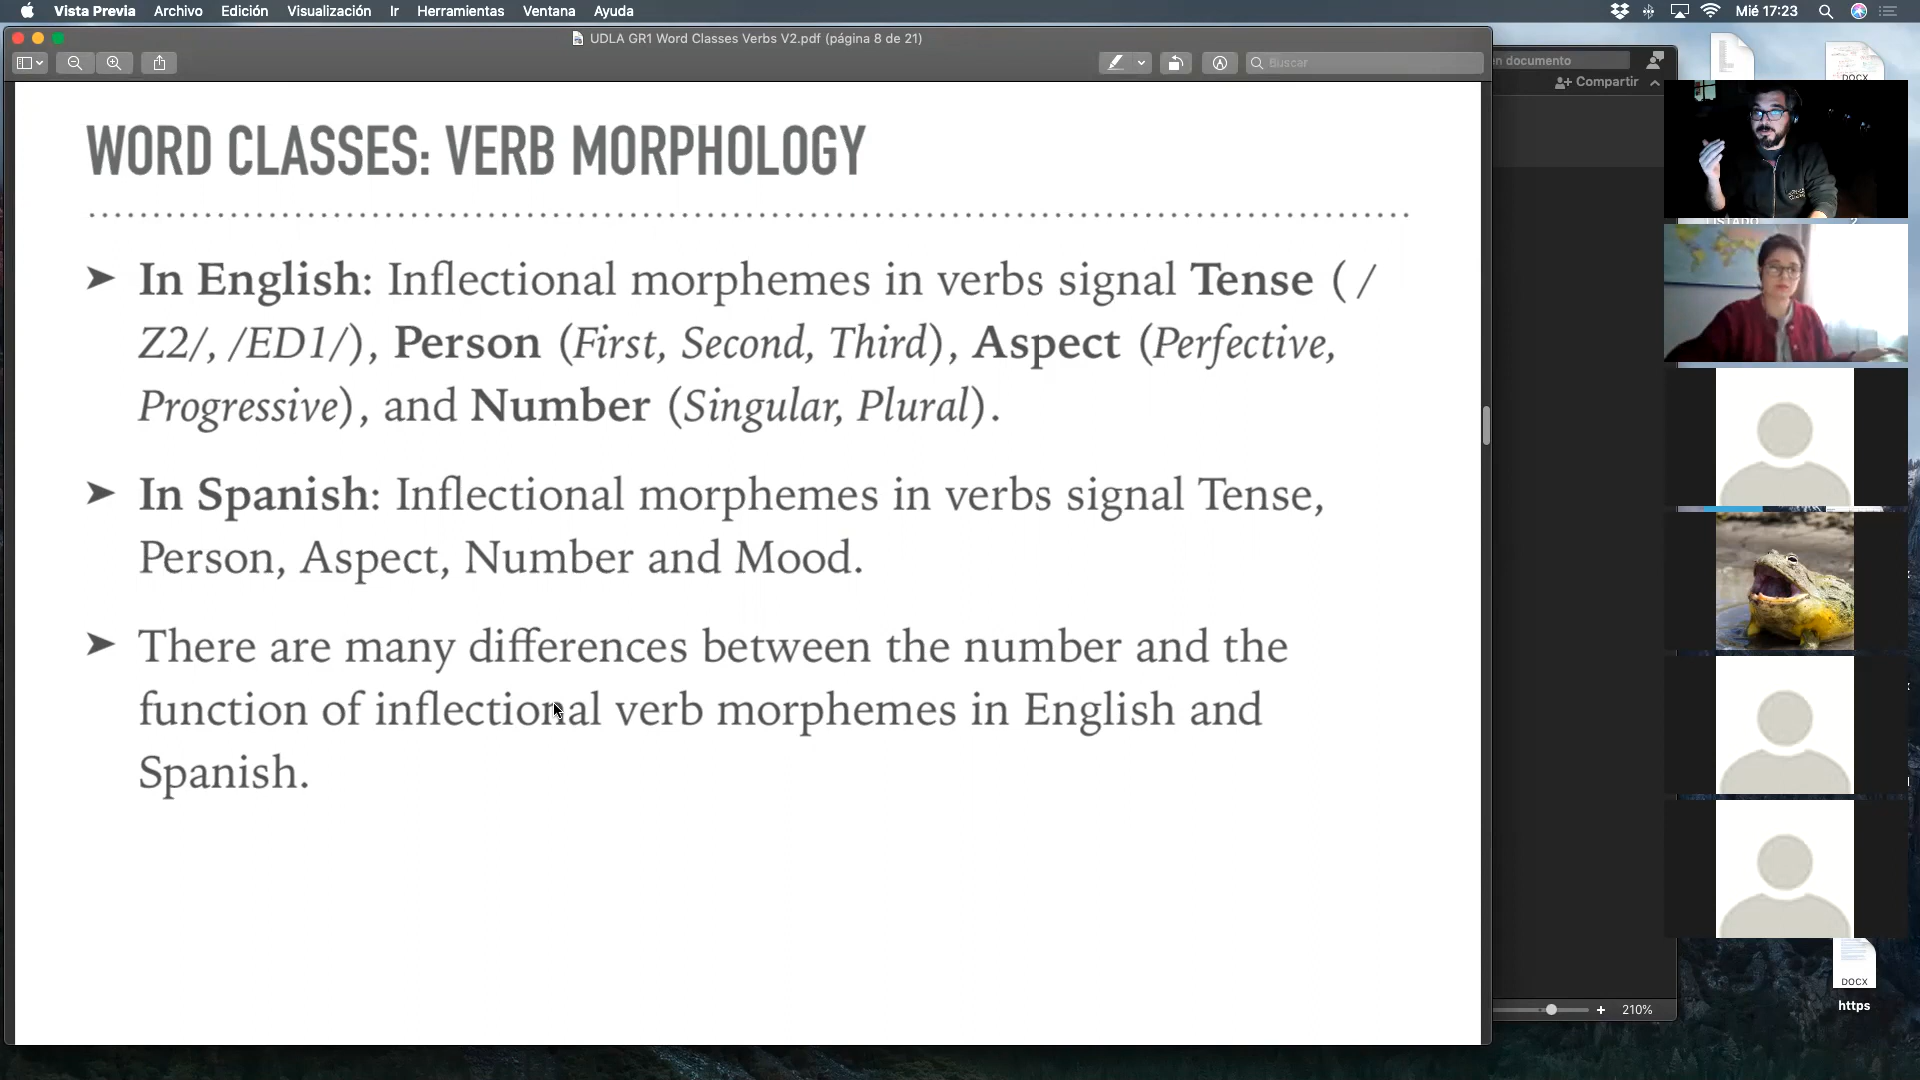 Vista Previa Archivo Edición Visualización Ir Herramientas Ventana Ayuda Mié 17:23
UDLA GR1 Word Classes Verbs V2.pdf (página 8 de 21)
Buscar
en documento
Compartir
WORD CLASSES: VERB MORPHOLOGY
➤ In English: Inflectional morphemes in verbs signal Tense ( /
Z2/, /ED1/), Person (First, Second, Third), Aspect (Perfective,
Progressive), and Number (Singular, Plural).
➤ In Spanish: Inflectional morphemes in verbs signal Tense,
Person, Aspect, Number and Mood.
➤ There are many differences between the number and the
function of inflectional verb morphemes in English and
Spanish.
DOCX
LISTADO
2
DOCX
https
210%